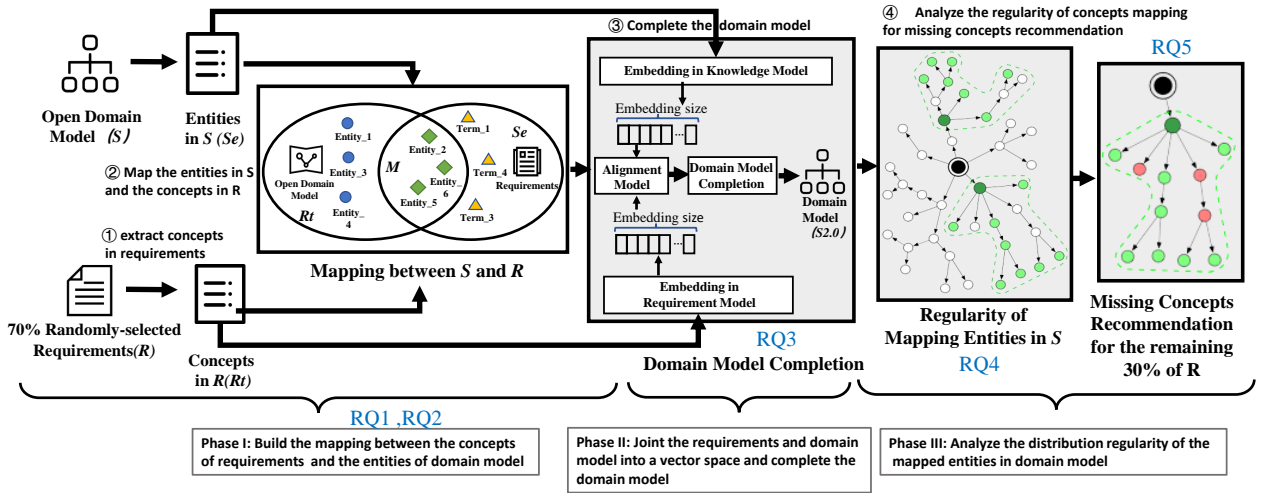 ③ Complete the domain model
④ Analyze the regularity of concepts mapping
for missing concepts recommendation
RQ5
Open Domain
Model (S)
Entities
in S (Se)
② Map the entities in S
and the concepts in R
① extract concepts
in requirements
70% Randomly-selected
Requirements(R)
Concepts
in R(Rt)
Entity_1
Entity_3
Entity_
4
Open Domain
Model
Rt
M
Entity_2
Entity_
6
Entity_5
Term_1
Se
Term_4
Requirements
Term_3
Mapping between S and R
Embedding in Knowledge Model
Embedding size
...
Alignment
Model
Domain Model
Completion
Domain
Model
(S2.0)
Embedding size
...
Embedding in
Requirement Model
RQ3
Domain Model Completion
Regularity of
Mapping Entities in S
RQ4
Missing Concepts
Recommendation
for the remaining
30% of R
RQ1 ,RQ2
Phase I: Build the mapping between the concepts
of requirements and the entities of domain model
Phase II: Joint the requirements and domain
model into a vector space and complete the
domain model
Phase III: Analyze the distribution regularity of the
mapped entities in domain model